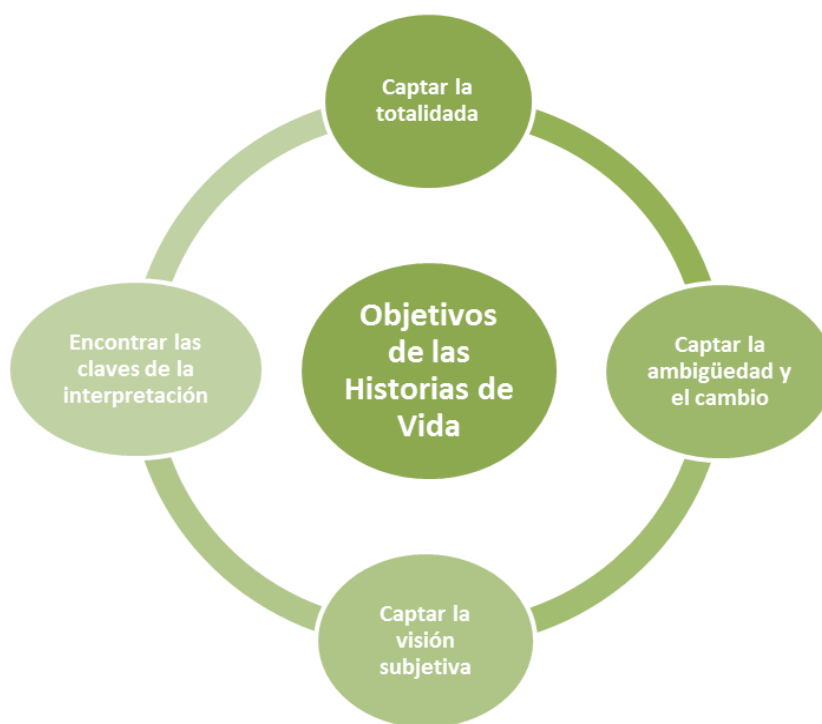 Captar la
totalidada
Objetivos
de las
Historias de
Vida
Captar la
ambigüedad y
el cambio
Captar la
visión
subjetiva
Encontrar las
claves de la
interpretación